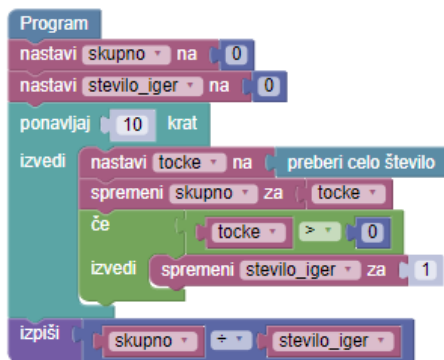 Program
nastavi skupno na 0
nastavi stevilo_iger na 0
ponavljaj 10 krat
izvedi nastavi tocke na preberi celo število
spremeni skupno za tocke
če tocke > 0
izvedi spremeni stevilo_iger za 1
izpiši skupno ÷ stevilo_iger